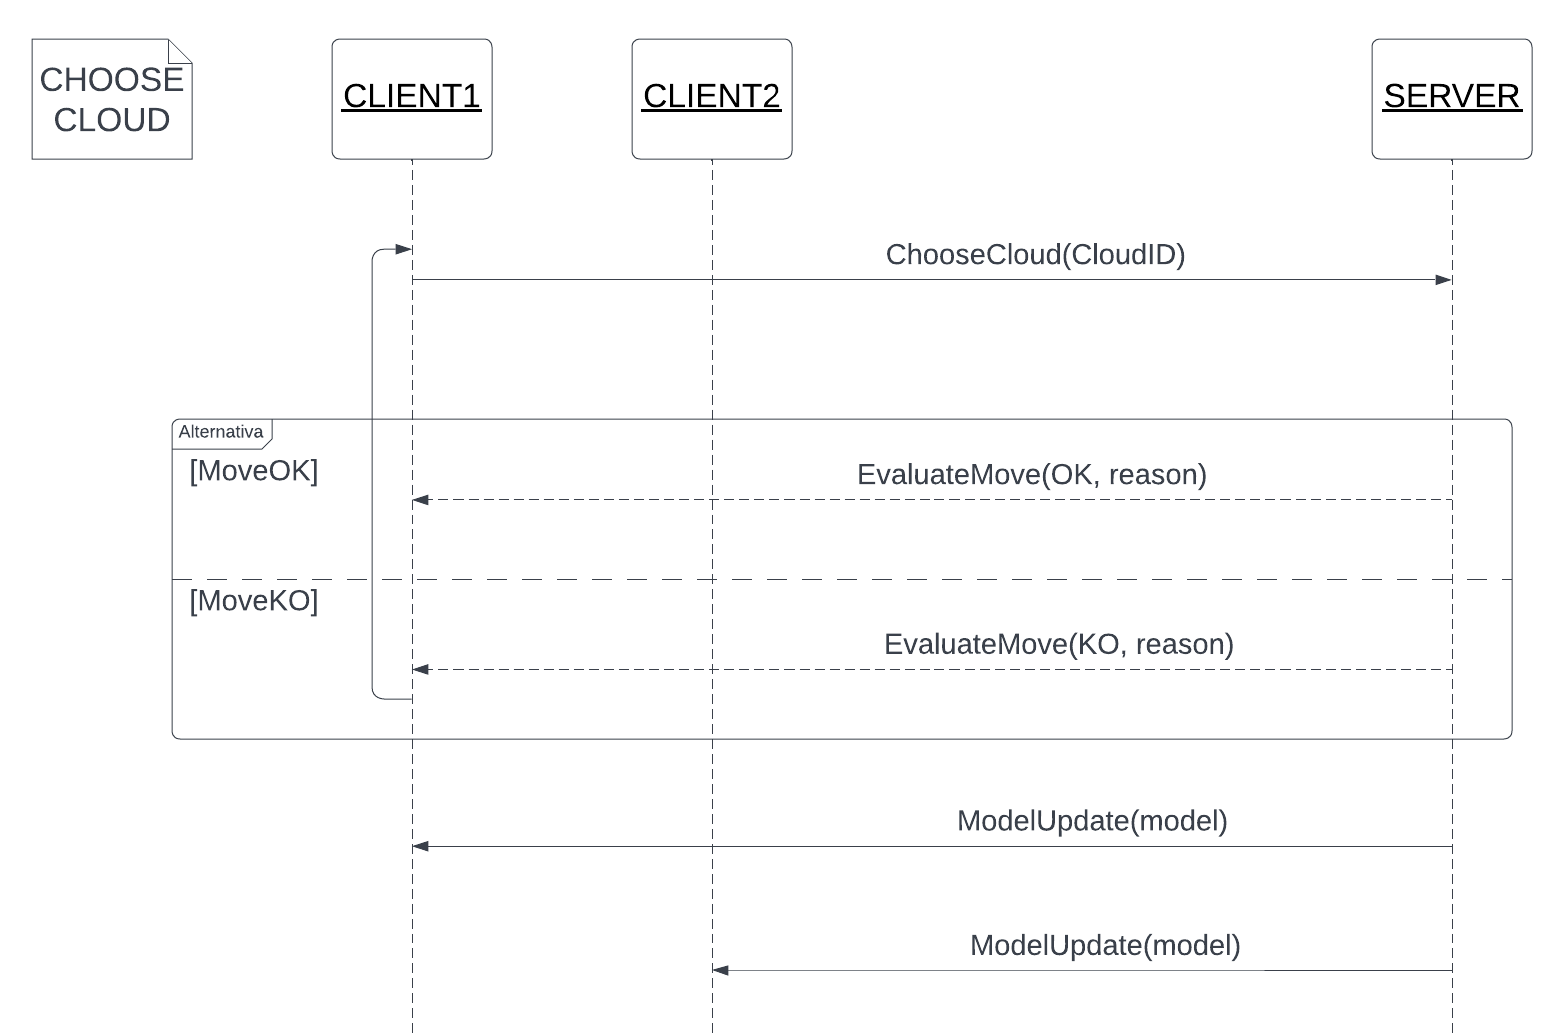 CHOOSE
CLOUD
CLIENT1
CLIENT2
SERVER
ChooseCloud(CloudID)
Alternativa
[MoveOK]
EvaluateMove(OK, reason)
[MoveKO]
EvaluateMove(KO, reason)
ModelUpdate(model)
ModelUpdate(model)